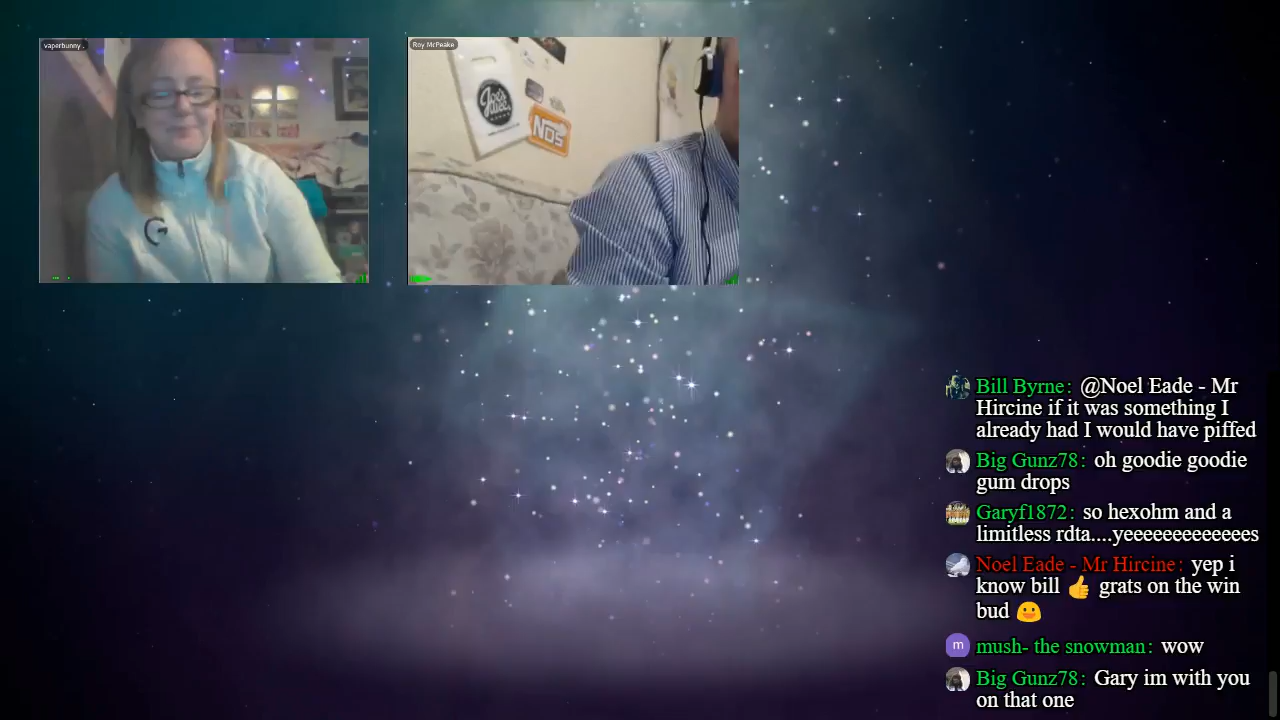 vaperbunny .
Roy McPeake
Joe's
Juice
NOS
G
Bill Byrne: @Noel Eade - Mr
Hircine if it was something I
already had I would have piffed
Big Gunz78: oh goodie goodie
gum drops
Garyf1872: so hexohm and a
limitless rdta....yeeeeeeeeeeeees
Noel Eade - Mr Hircine: yep i
know bill 👍 grats on the win
bud 😀
m mush- the snowman: wow
Big Gunz78: Gary im with you
on that one